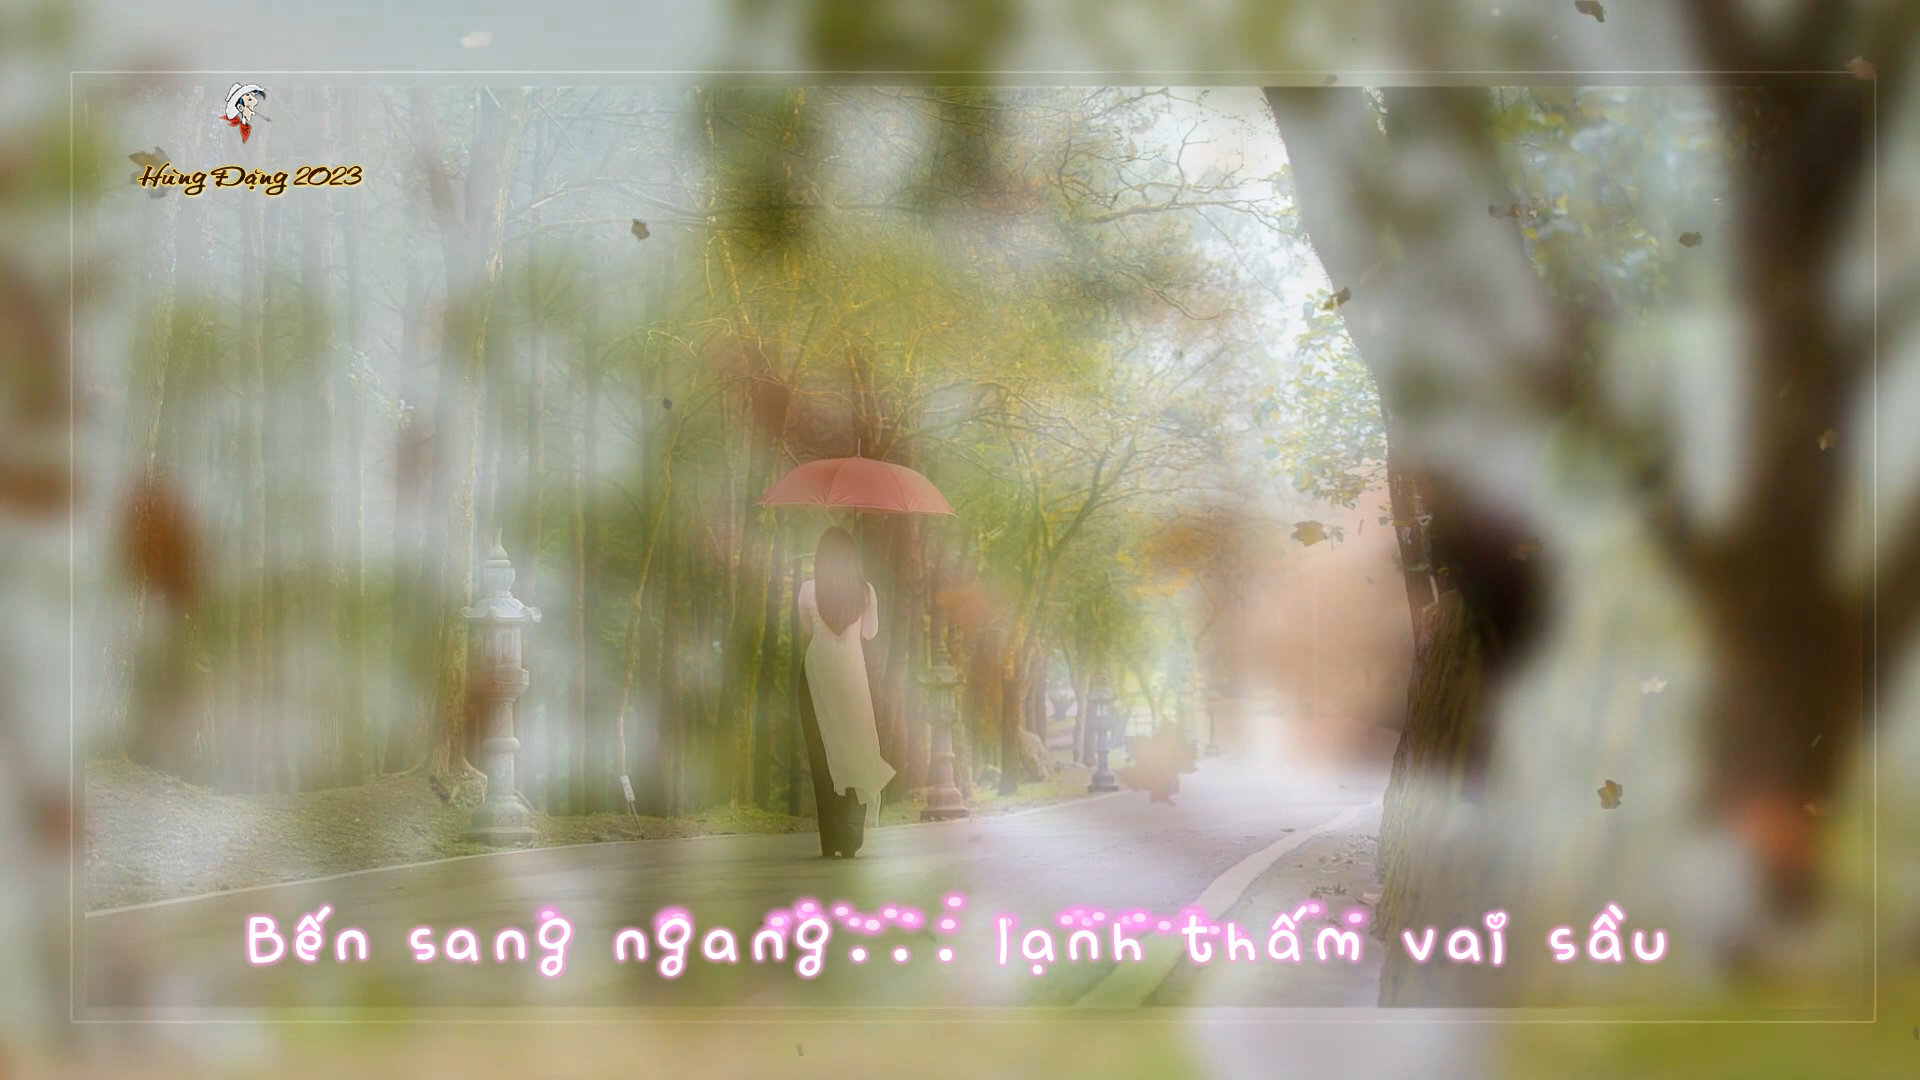 Hùng Đặng 2023
Bến sang ngang... lạnh thấm vai sầu